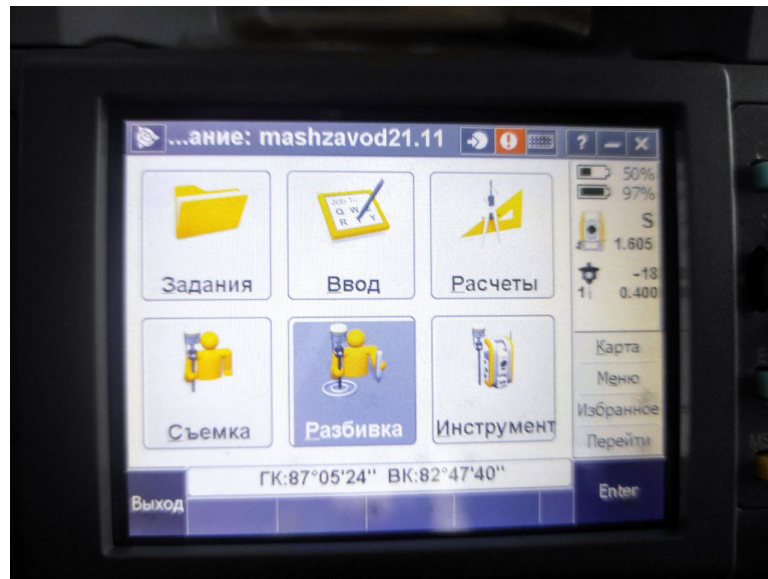 ...ание: mashzavod21.11
? – x
50%
97%
S
1.605
-18
1
0.400
Задания
Ввод
Расчеты
Съемка
Разбивка
Инструмент
Карта
Меню
Избранное
Перейти
ГК:87°05'24" ВК:82°47'40"
Выход
Enter